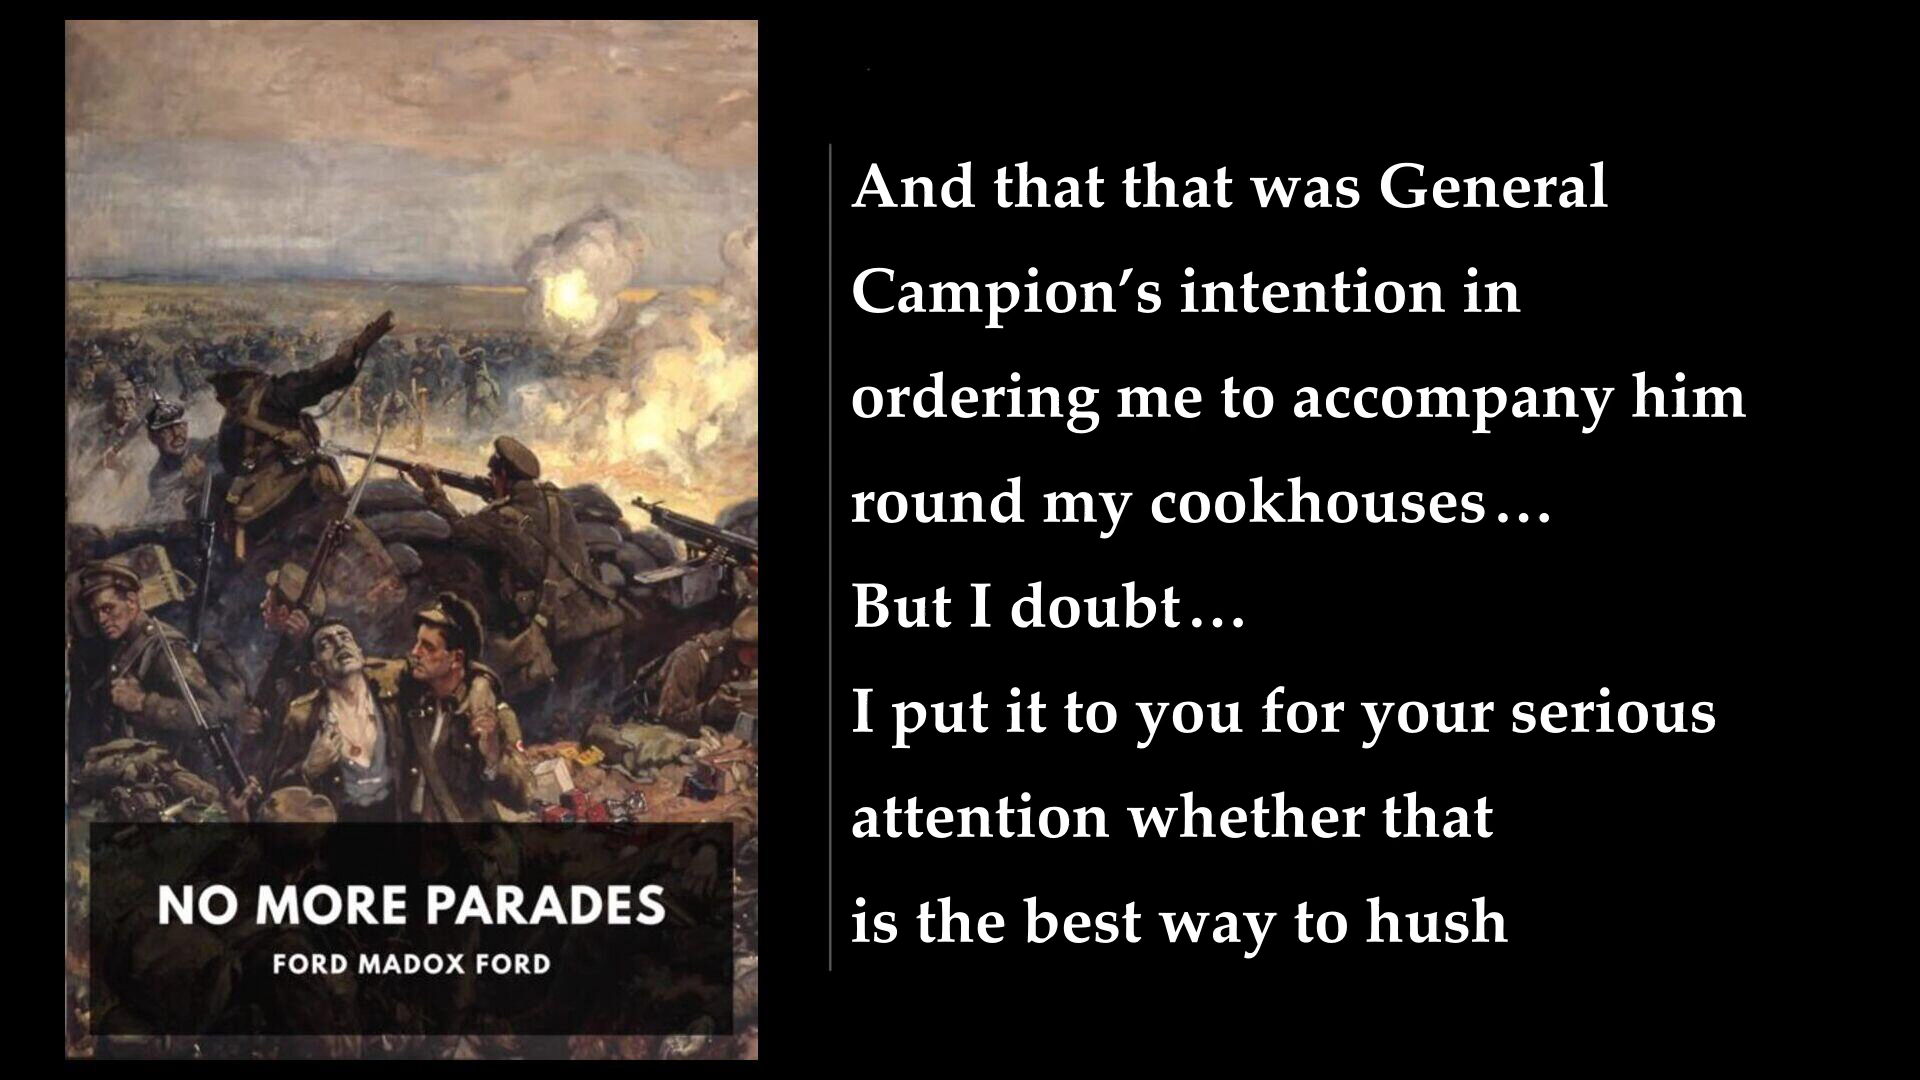 NO MORE PARADES
FORD MADOX FORD
And that that was General
Campion’s intention in
ordering me to accompany him
round my cookhouses…
But I doubt…
I put it to you for your serious
attention whether that
is the best way to hush